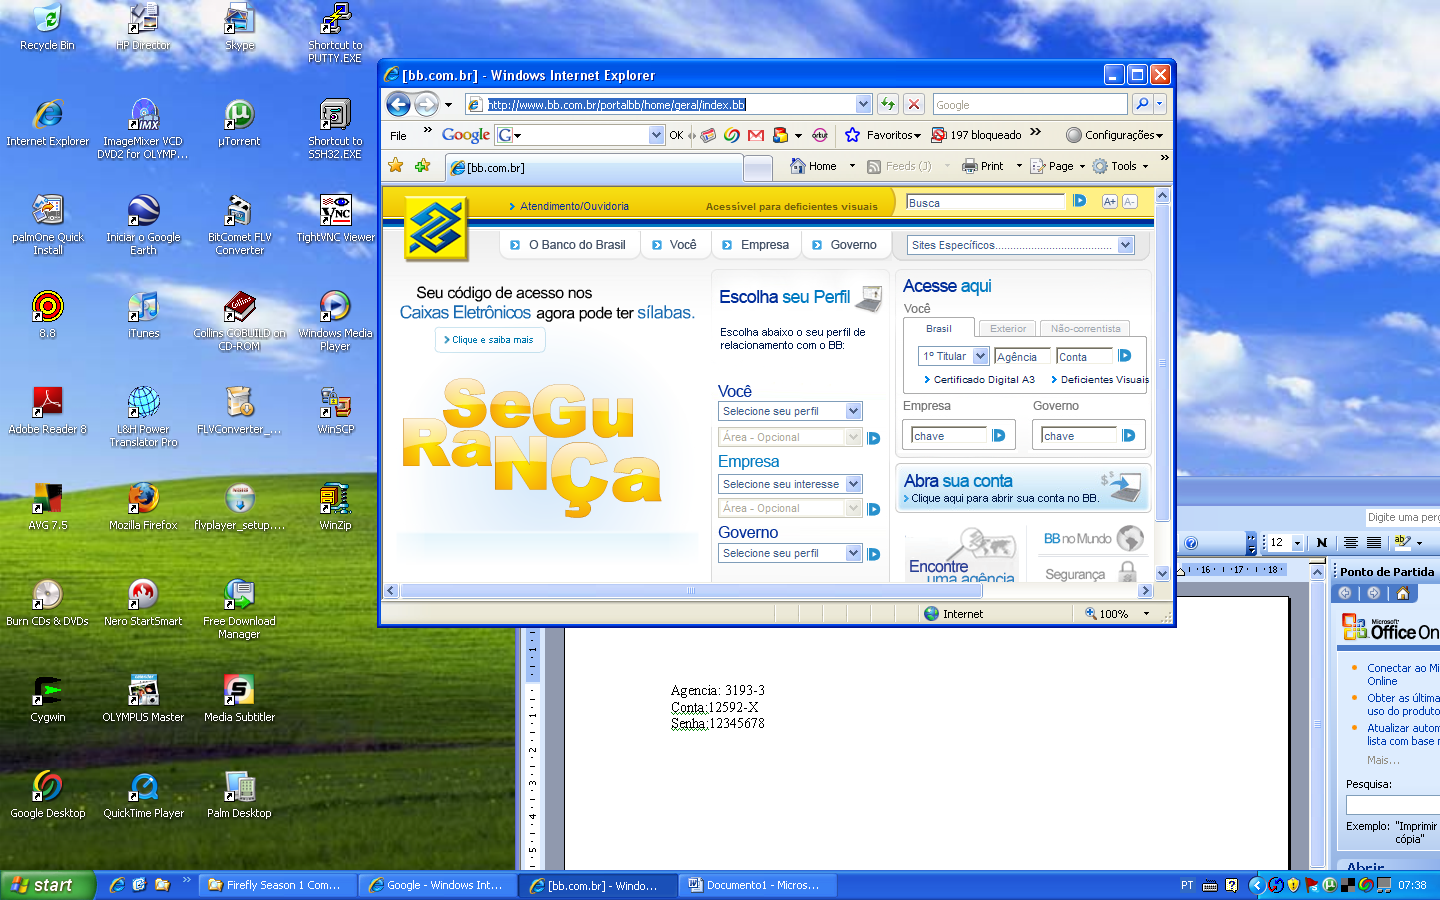 Recycle Bin
HP Director
Skype
Shortcut to
PUTTY.EXE
Internet Explorer
ImageMixer VCD
DVD2 for OLYMP...
µTorrent
Shortcut to
SSH32.EXE
palmOne Quick
Install
Iniciar o Google
Earth
BitComet FLV
Converter
TightVNC Viewer
8.8
iTunes
Collins COBUILD on
CD-ROM
Windows Media
Player
Adobe Reader 8
L&H Power
Translator Pro
FLVConverter_...
WinSCP
AVG 7.5
Mozilla Firefox
flvplayer_setup....
WinZip
Burn CDs & DVDs
Nero StartSmart
Free Download
Manager
Cygwin
OLYMPUS Master
Media Subtitler
Google Desktop
QuickTime Player
Palm Desktop
[bb.com.br] - Windows Internet Explorer
http://www.bb.com.br/portalbb/home/geral/index.bb
Google
File » Google G OK Favoritos 197 bloqueado » Configurações
[bb.com.br] Home Feeds (J) Print Page Tools »
Atendimento/Ouvidoria Acessível para deficientes visuais Busca A+ A-
O Banco do Brasil Você Empresa Governo Sites Específicos
Seu código de acesso nos
Caixas Eletrônicos agora pode ter sílabas.
Clique e saiba mais
SeGu
RaNÇa
Escolha seu Perfil
Escolha abaixo o seu perfil de
relacionamento com o BB:
Você
Selecione seu perfil
Área - Opcional
Empresa
Selecione seu interesse
Área - Opcional
Governo
Selecione seu perfil
Acesse aqui
Você
Brasil Exterior Não-correntista
1º Titular Agência Conta
Certificado Digital A3 Deficientes Visuais
Empresa Governo
chave chave
Abra sua conta
Clique aqui para abrir sua conta no BB.
Encontre
uma agência
BB no Mundo
Segurança
Internet 100%
Digite uma perg
12 N
16 17 18
Ponto de Partida
Microsoft
Office On
Conectar ao Mi
Online
Obter as última
uso do produto
Atualizar autom
lista com base n
Mais...
Pesquisa:
Exemplo: "Imprimir
cópia"
Abrir
Agencia: 3193-3
Conta:12592-X
Senha:12345678
start
Firefly Season 1 Com...
Google - Windows Int...
[bb.com.br] - Windo...
Documento1 - Micros...
PT
07:38